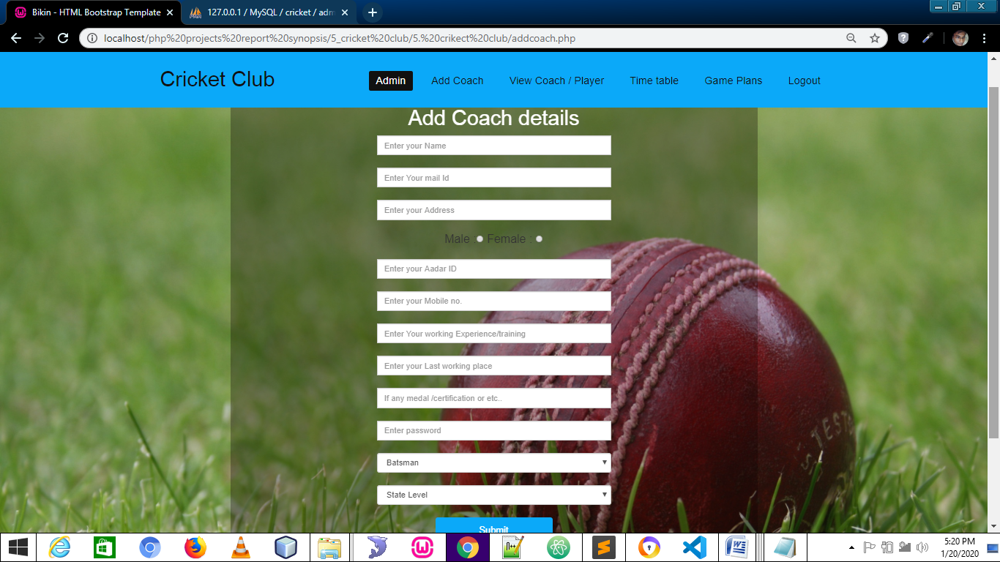 Bikin - HTML Bootstrap Template
127.0.0.1 / MySQL / cricket / adm
localhost/php%20projects%20report%20synopsis/5_cricket%20club/5.%20crikect%20club/addcoach.php
Cricket Club
Admin Add Coach View Coach / Player Time table Game Plans Logout
Add Coach details
Enter your Name
Enter Your mail Id
Enter your Address
Male : Female :
Enter your Aadar ID
Enter your Mobile no.
Enter Your working Experience/training
Enter your Last working place
If any medal /certification or etc..
Enter password
Batsman
State Level
Submit
5:20 PM
1/20/2020